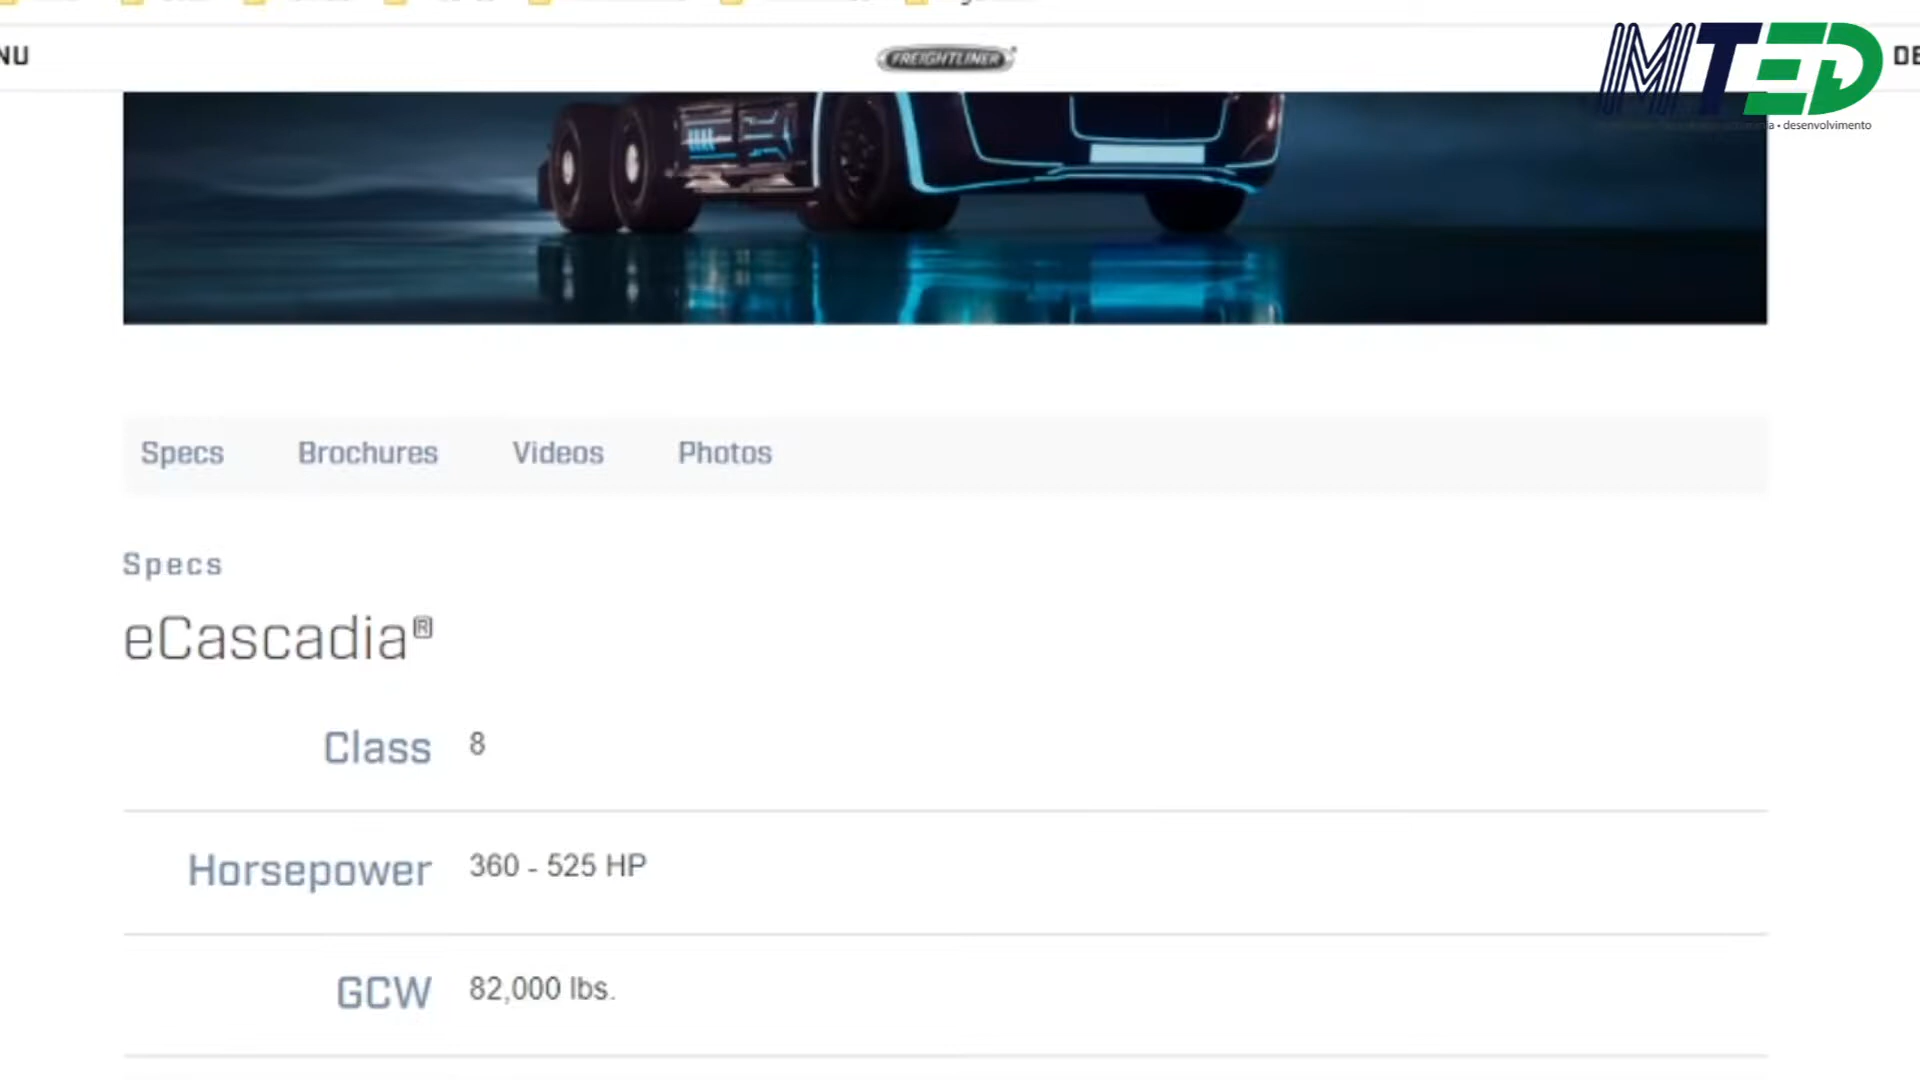 NU
FREIGHTLINER
MTED
DE
• desenvolvimento
Specs Brochures Videos Photos
Specs
eCascadia®
Class 8
Horsepower 360 - 525 HP
GCW 82,000 lbs.